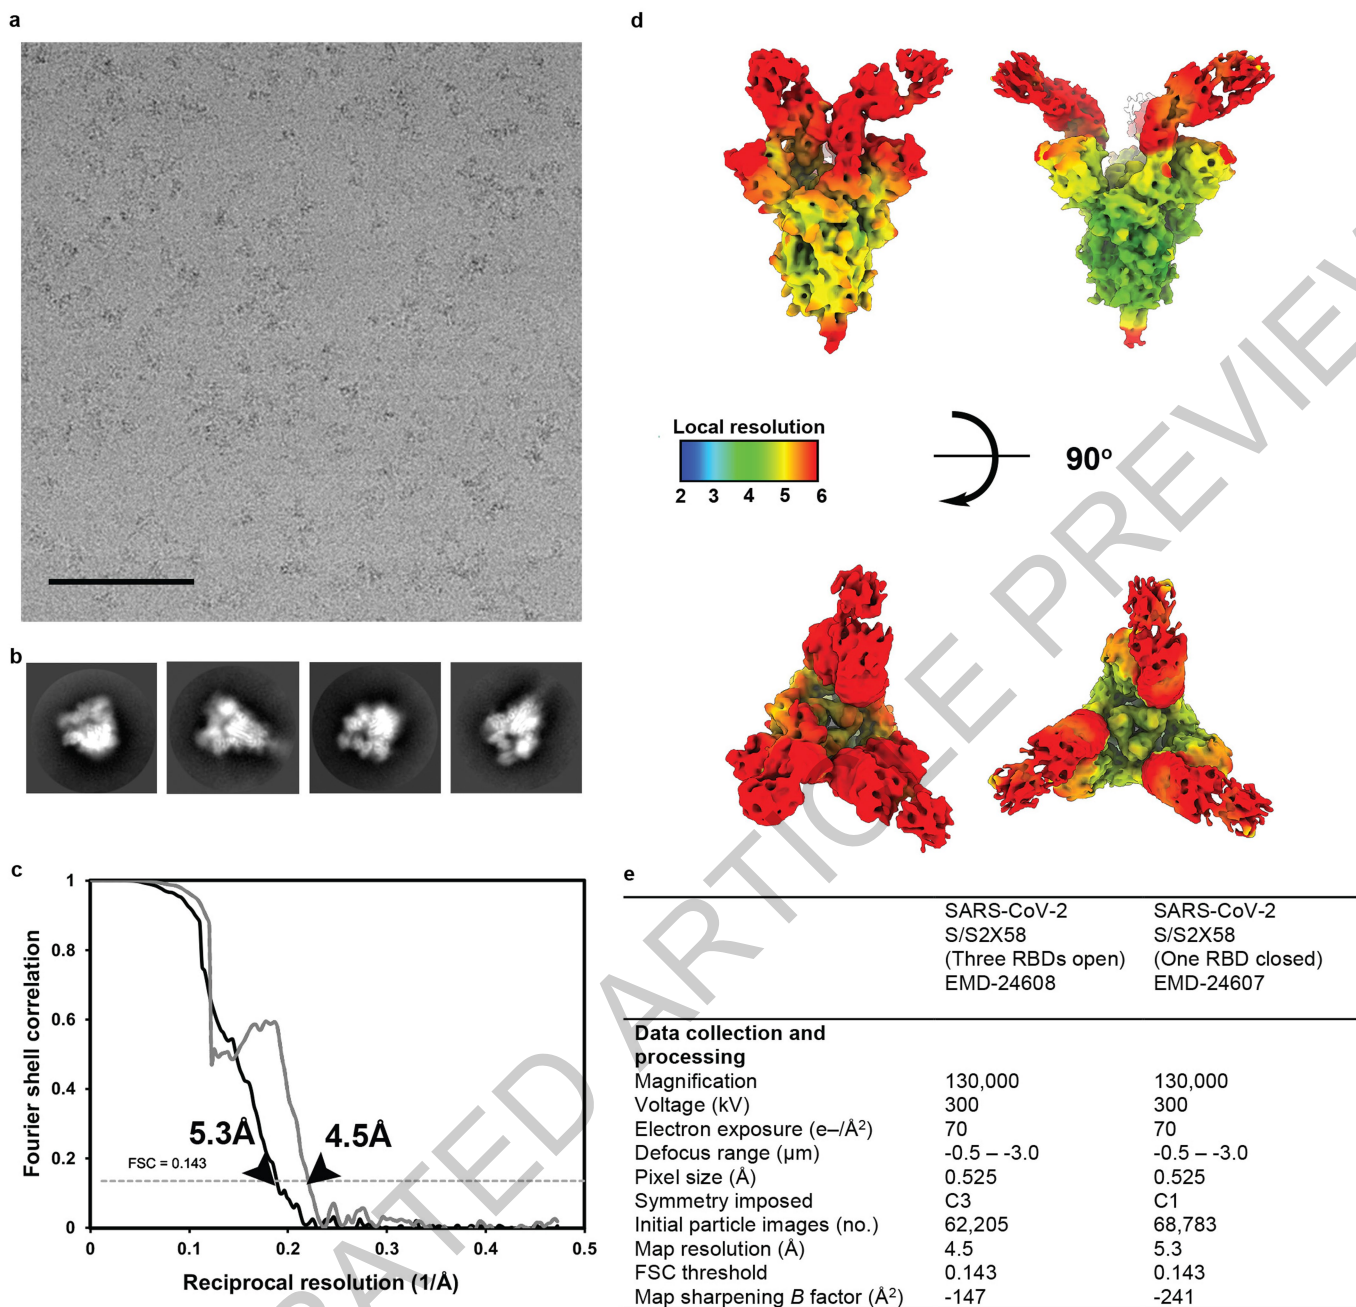 a
b
c
Fourier shell correlation
1
0.8
0.6
0.4
0.2
0
5.3Å
4.5Å
FSC = 0.143
0 0.1 0.2 0.3 0.4 0.5
Reciprocal resolution (1/Å)
d
Local resolution
2 3 4 5 6
90°
e
SARS-CoV-2 SARS-CoV-2
S/S2X58 S/S2X58
(Three RBDs open) (One RBD closed)
EMD-24608 EMD-24607
Data collection and
processing
Magnification 130,000 130,000
Voltage (kV) 300 300
Electron exposure (e–/Å²) 70 70
Defocus range (µm) -0.5 – -3.0 -0.5 – -3.0
Pixel size (Å) 0.525 0.525
Symmetry imposed C3 C1
Initial particle images (no.) 62,205 68,783
Map resolution (Å) 4.5 5.3
FSC threshold 0.143 0.143
Map sharpening B factor (Å²) -147 -241
RATED ARTICLE PREVIEW